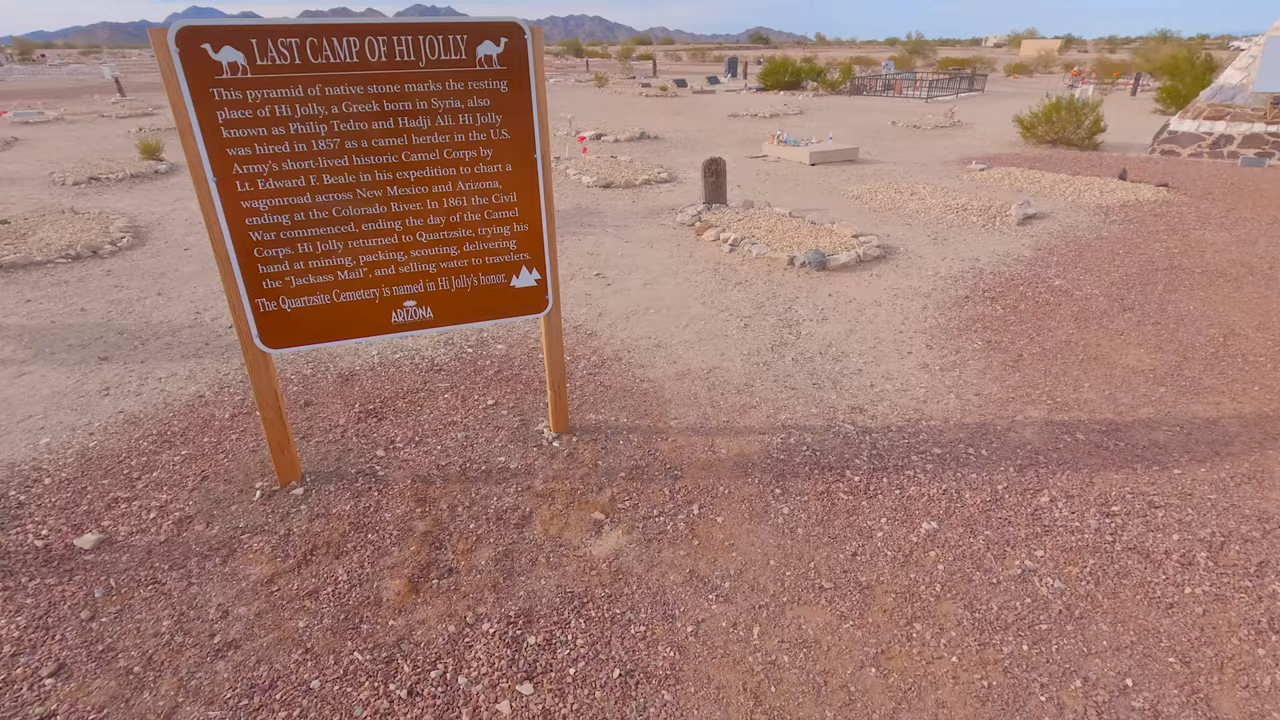 LAST CAMP OF HI JOLLY
This pyramid of native stone marks the resting
place of Hi Jolly, a Greek born in Syria, also
known as Philip Tedro and Hadji Ali. Hi Jolly
was hired in 1857 as a camel herder in the U.S.
Army's short-lived historic Camel Corps by
Lt. Edward F. Beale in his expedition to chart a
wagonroad across New Mexico and Arizona,
ending at the Colorado River. In 1861 the Civil
War commenced, ending the day of the Camel
Corps. Hi Jolly returned to Quartzsite, trying his
hand at mining, packing, scouting, delivering
the "Jackass Mail", and selling water to travelers.
The Quartzsite Cemetery is named in Hi Jolly's honor.
ARIZONA